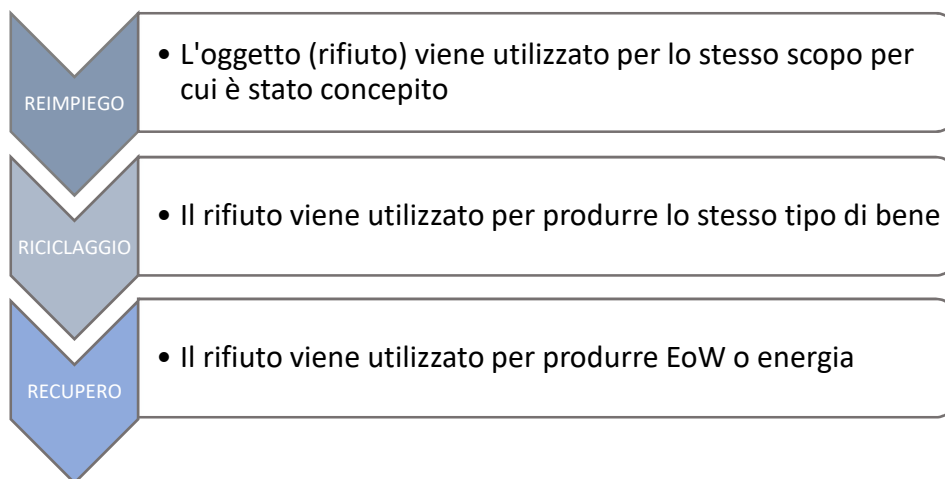 REIMPIEGO
• L'oggetto (rifiuto) viene utilizzato per lo stesso scopo per
cui è stato concepito
RICICLAGGIO
• Il rifiuto viene utilizzato per produrre lo stesso tipo di bene
RECUPERO
• Il rifiuto viene utilizzato per produrre EoW o energia